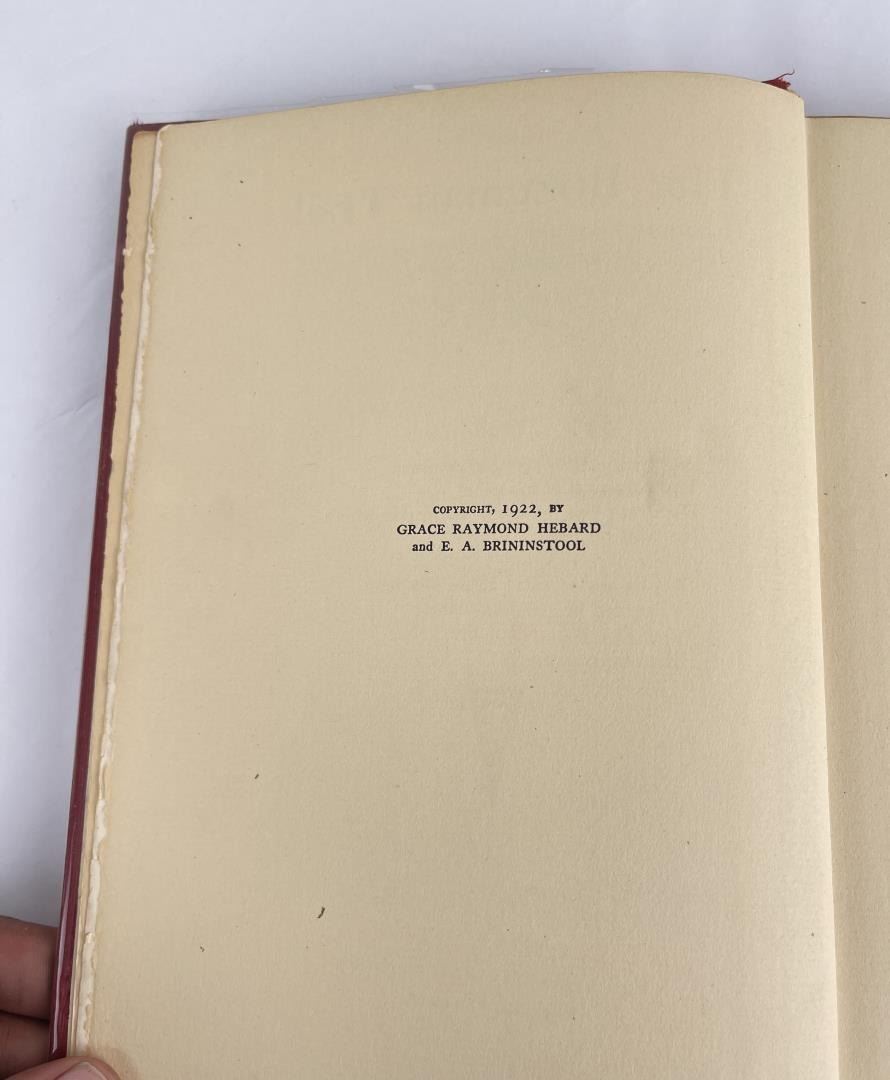 COPYRIGHT, 1922, BY
GRACE RAYMOND HEBARD
and E. A. BRININSTOOL